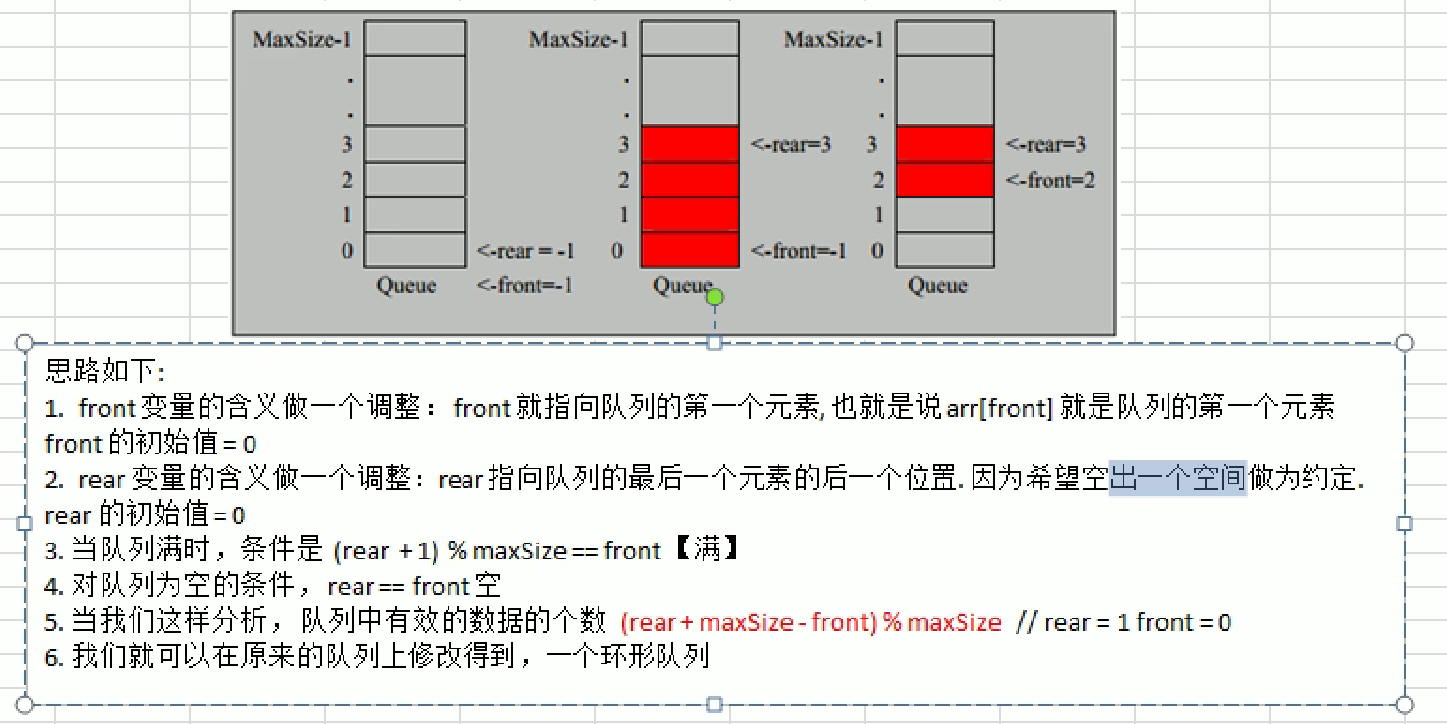 MaxSize-1 MaxSize-1 MaxSize-1
.
.
.
.
.
.
3 3 <-rear=3 3 <-rear=3
2 2 2 <-front=2
1 1 1
0 <-rear = -1 0 <-front=-1 0
Queue <-front=-1 Queue Queue
思路如下:
1. front 变量的含义做一个调整： front 就指向队列的第一个元素, 也就是说 arr[front] 就是队列的第一个元素
front 的初始值 = 0
2. rear 变量的含义做一个调整：rear 指向队列的最后一个元素的后一个位置. 因为希望空出一个空间做为约定.
rear 的初始值 = 0
3. 当队列满时，条件是 (rear + 1) % maxSize == front 【满】
4. 对队列为空的条件， rear == front 空
5. 当我们这样分析， 队列中有效的数据的个数 (rear + maxSize - front) % maxSize // rear = 1 front = 0
6. 我们就可以在原来的队列上修改得到，一个环形队列